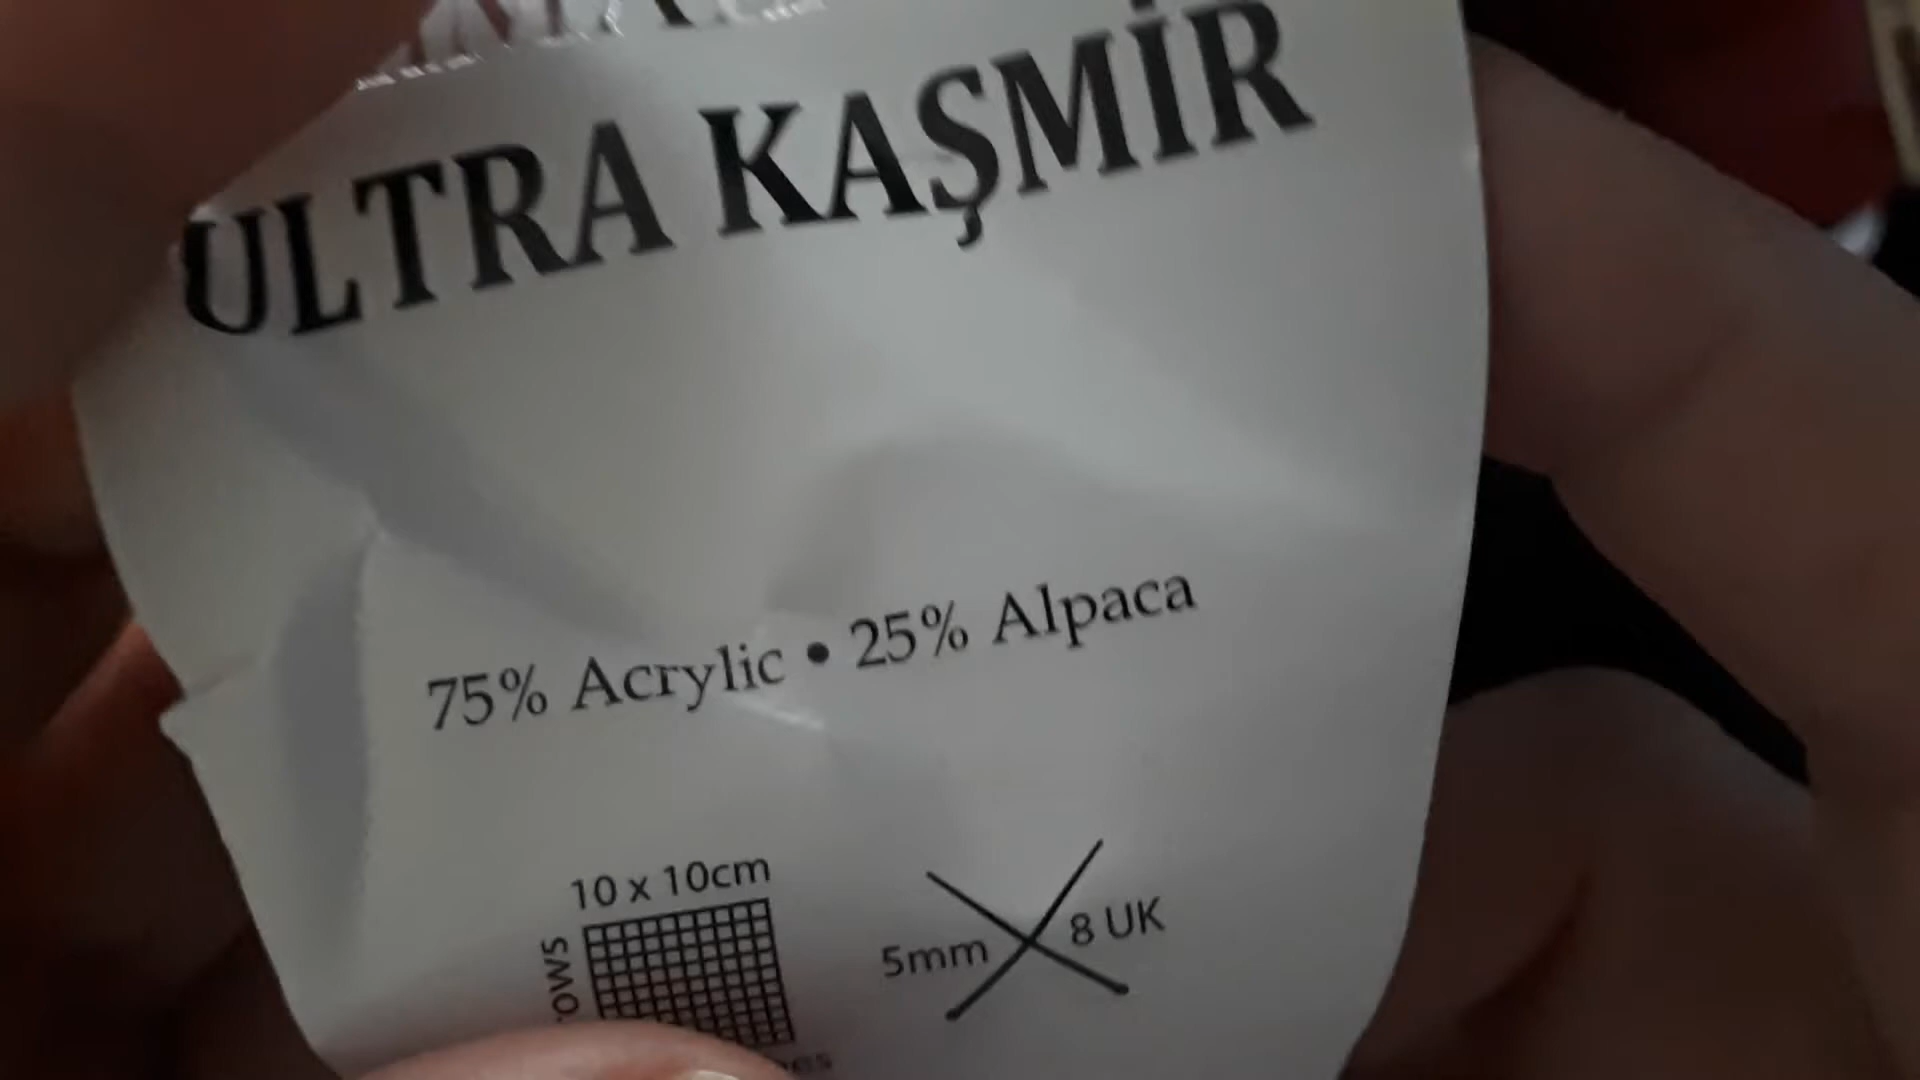 ULTRA KAŞMİR
75% Acrylic • 25% Alpaca
10 x 10cm
5mm
8 UK